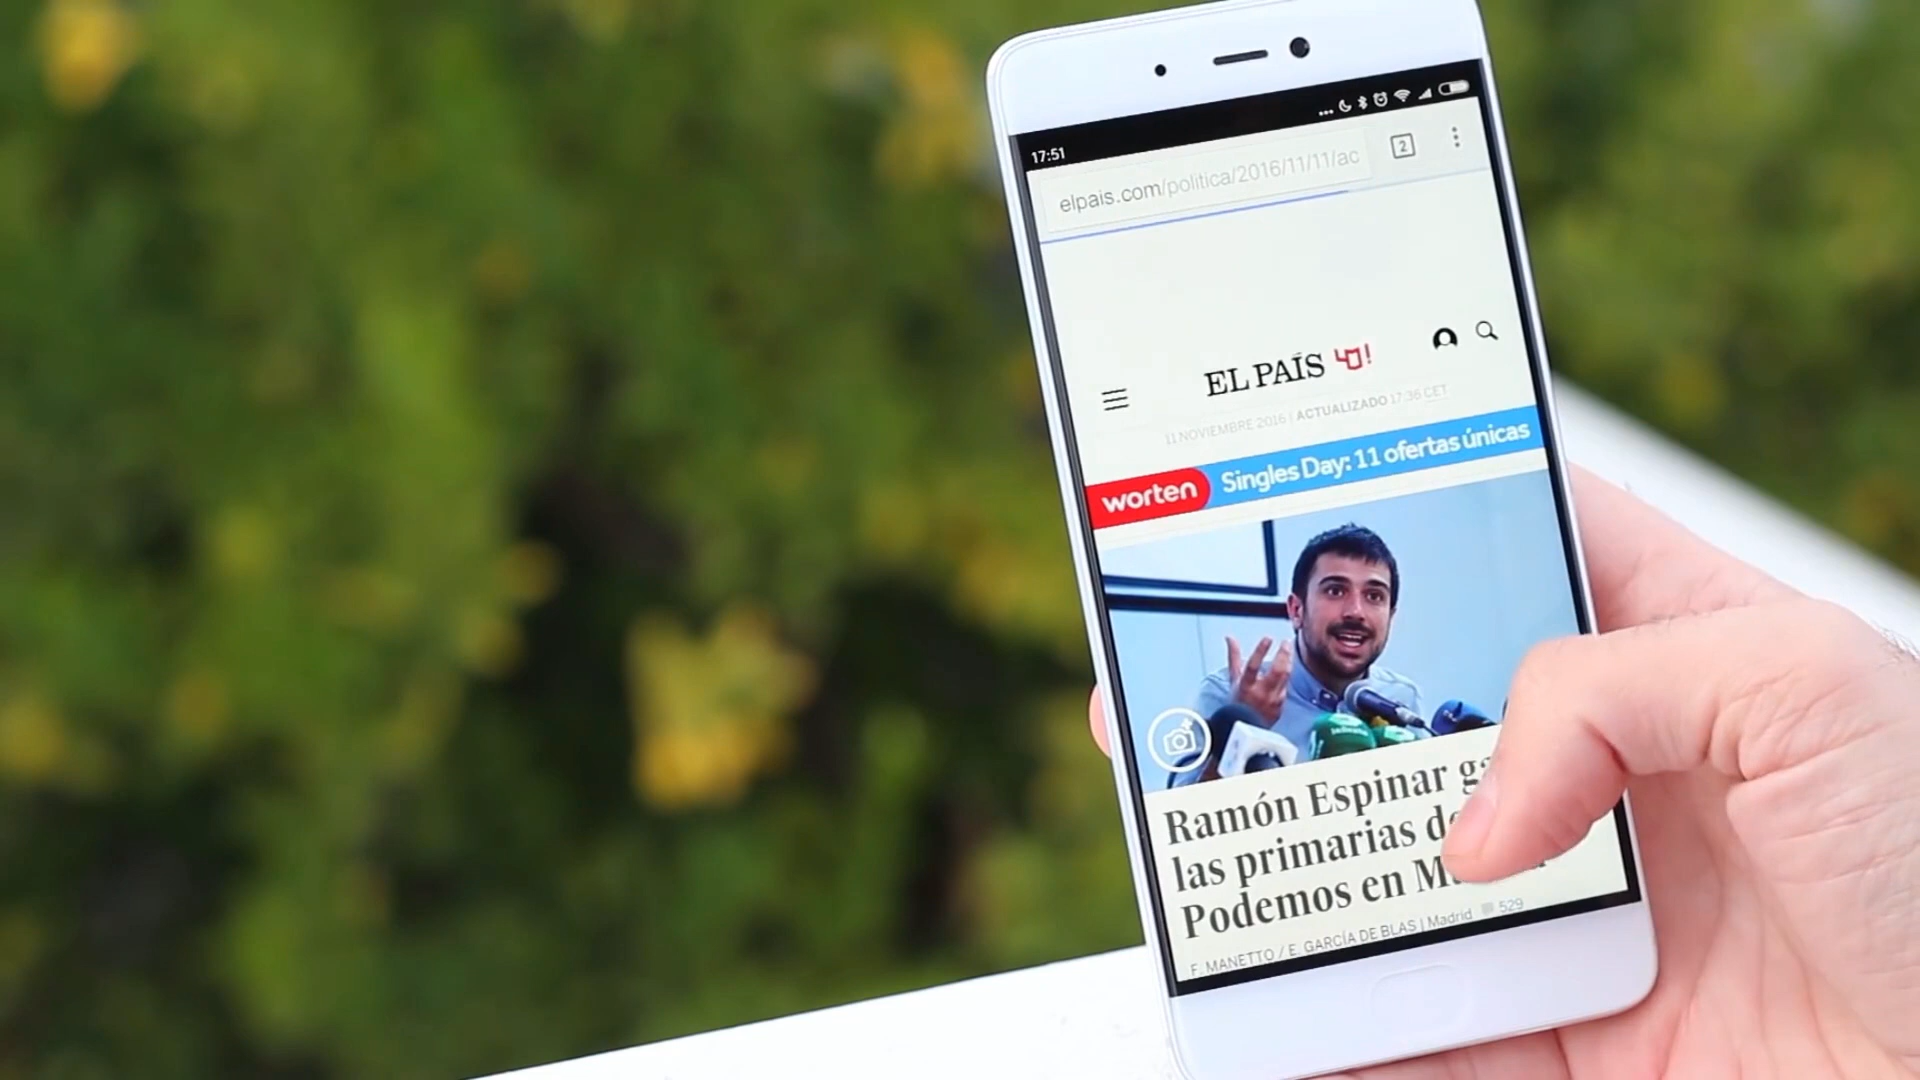 17:51
elpais.com/politica/2016/11/11/ac
2
EL PAÍS 40!
11 NOVIEMBRE 2016 | ACTUALIZADO 17:36 CET
worten Singles Day: 11 ofertas únicas
Ramón Espinar
las primarias
Podemos en
F. MANETTO / E. GARCÍA DE BLAS | Madrid 529